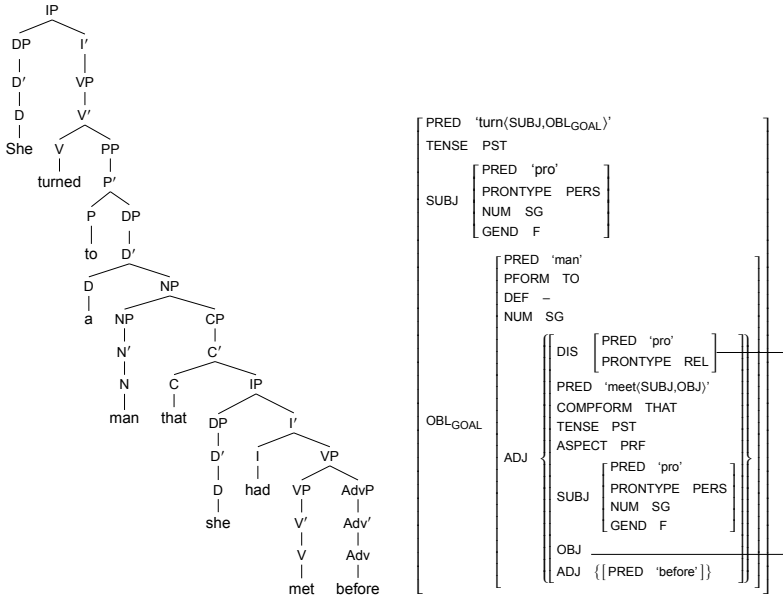 IP
DP I′
D′ VP
D V′
She V PP
turned P′
P DP
to D′
D NP
a NP CP
N′ C′
N C IP
man that DP I′
D′ I VP
D had VP AdvP
she V′ Adv′
V Adv
met before
PRED ‘turn⟨SUBJ,OBL_GOAL⟩’
TENSE PST
SUBJ
PRED ‘pro’
PRONTYPE PERS
NUM SG
GEND F
OBL_GOAL
PRED ‘man’
PFORM TO
DEF –
NUM SG
ADJ
DIS
PRED ‘pro’
PRONTYPE REL
PRED ‘meet⟨SUBJ,OBJ⟩’
COMPFORM THAT
TENSE PST
ASPECT PRF
SUBJ
PRED ‘pro’
PRONTYPE PERS
NUM SG
GEND F
OBJ
ADJ {[PRED ‘before’]}